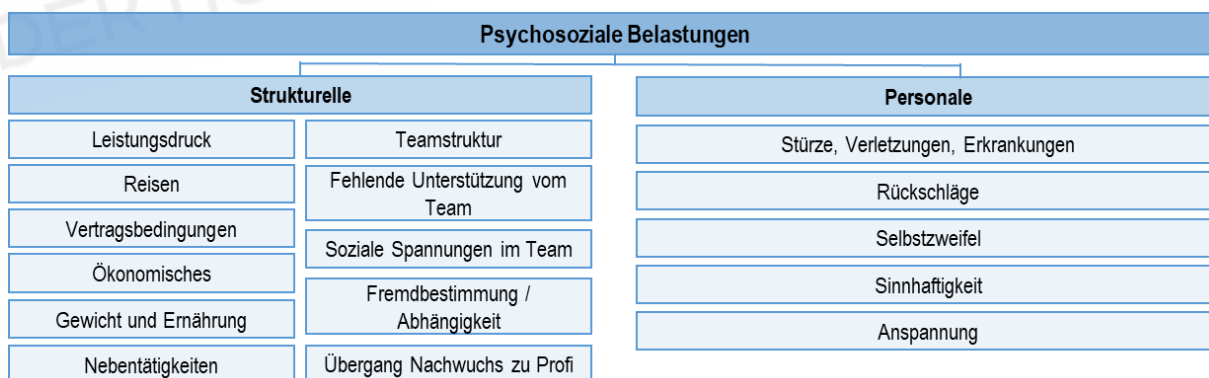 Psychosoziale Belastungen
Strukturelle
Leistungsdruck
Reisen
Vertragsbedingungen
Ökonomisches
Gewicht und Ernährung
Nebentätigkeiten
Teamstruktur
Fehlende Unterstützung vom
Team
Soziale Spannungen im Team
Fremdbestimmung /
Abhängigkeit
Übergang Nachwuchs zu Profi
Personale
Stürze, Verletzungen, Erkrankungen
Rückschläge
Selbstzweifel
Sinnhaftigkeit
Anspannung